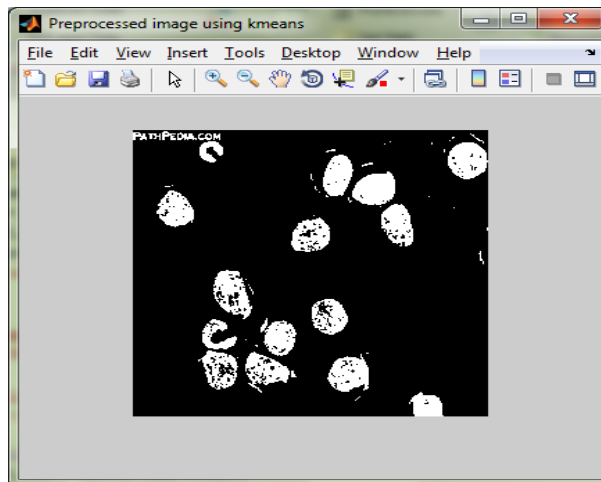 Preprocessed image using kmeans
File Edit View Insert Tools Desktop Window Help
PATHPEDIA.COM